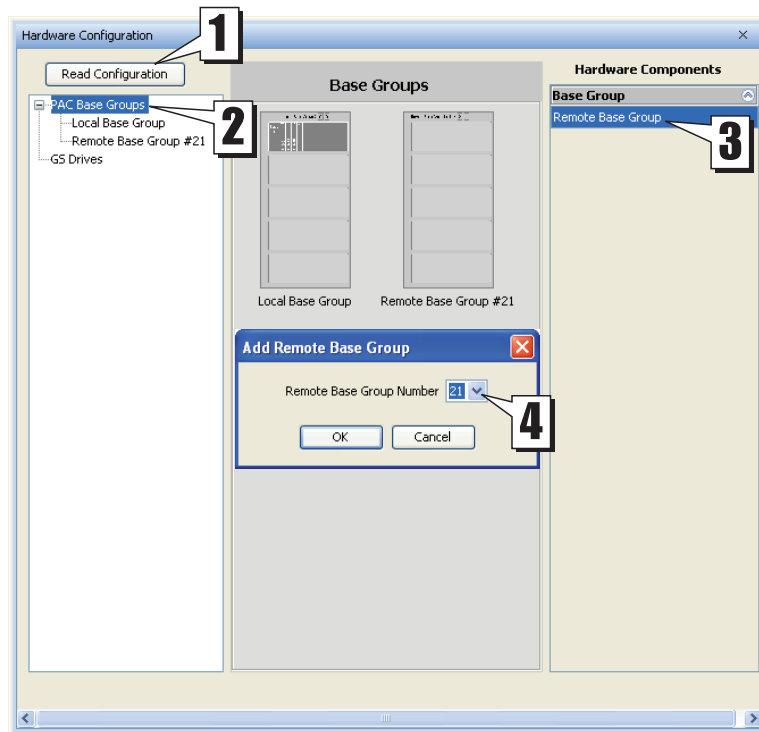 Hardware Configuration
1
Read Configuration
PAC Base Groups
2
Local Base Group
Remote Base Group #21
GS Drives
Base Groups
Local Base Group
Remote Base Group #21
Hardware Components
Base Group
Remote Base Group
3
Add Remote Base Group
Remote Base Group Number 21
4
OK Cancel